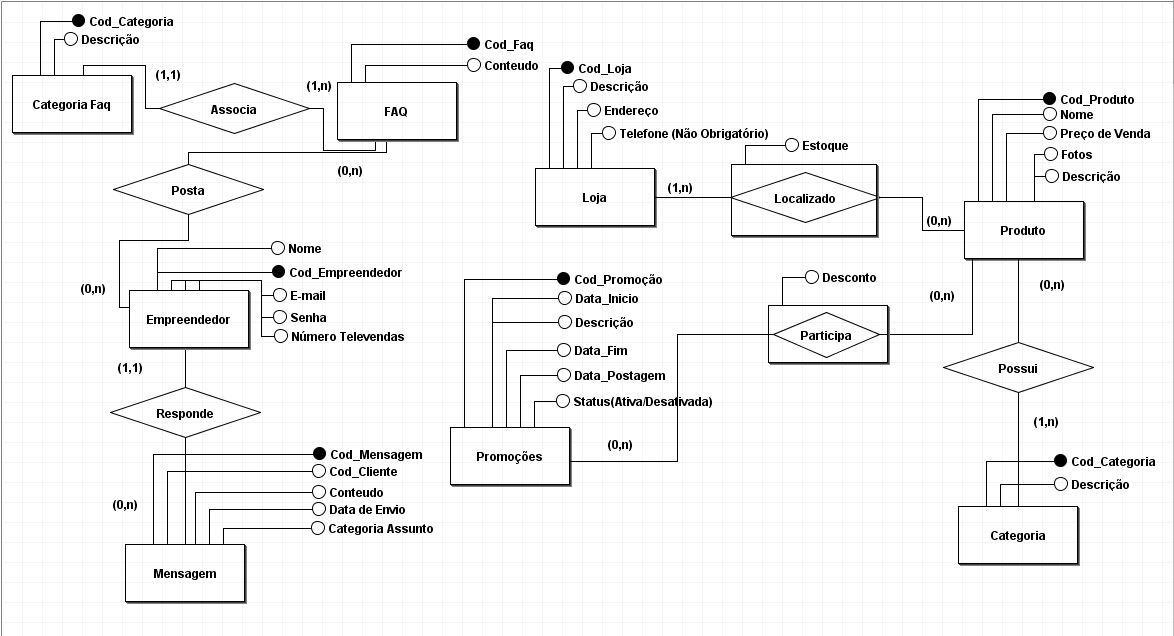 Cod_Categoria
Descrição
(1,1)
Categoria Faq
Associa
(1,n)
Cod_Faq
Conteudo
FAQ
(0,n)
Posta
(0,n)
Nome
Cod_Empreendedor
E-mail
Senha
Número Televendas
Empreendedor
(1,1)
Responde
(0,n)
Cod_Mensagem
Cod_Cliente
Conteudo
Data de Envio
Categoria Assunto
Mensagem
Cod_Loja
Descrição
Endereço
Telefone (Não Obrigatório)
Loja
(1,n)
Estoque
Localizado
(0,n)
Cod_Produto
Nome
Preço de Venda
Fotos
Descrição
Produto
Cod_Promoção
Data_Inicio
Descrição
Data_Fim
Data_Postagem
Status(Ativa/Desativada)
Promoções
(0,n)
Desconto
Participa
(0,n)
(0,n)
Possui
(1,n)
Cod_Categoria
Descrição
Categoria